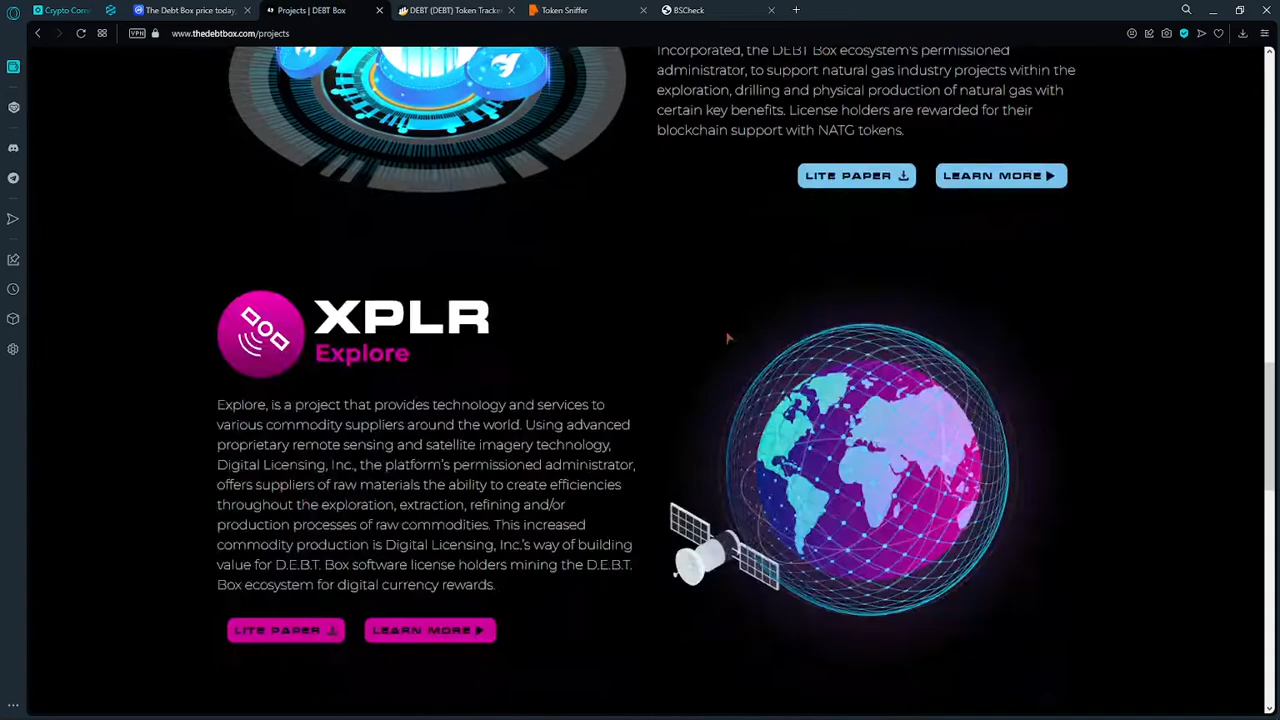 Crypto Corn
The Debt Box price today,
Projects | DEBT Box
DEBT (DEBT) Token Tracke
Token Sniffer
BSCheck
VPN
www.thedebtbox.com/projects
Incorporated, the DEBT Box ecosystem's permissioned
administrator, to support natural gas industry projects within the
exploration, drilling and physical production of natural gas with
certain key benefits. License holders are rewarded for their
blockchain support with NATG tokens.
LITE PAPER
LEARN MORE
XPLR
Explore
Explore, is a project that provides technology and services to
various commodity suppliers around the world. Using advanced
proprietary remote sensing and satellite imagery technology,
Digital Licensing, Inc., the platform's permissioned administrator,
offers suppliers of raw materials the ability to create efficiencies
throughout the exploration, extraction, refining and/or
production processes of raw commodities. This increased
commodity production is Digital Licensing, Inc.'s way of building
value for D.E.B.T. Box software license holders mining the D.E.B.T.
Box ecosystem for digital currency rewards.
LITE PAPER
LEARN MORE